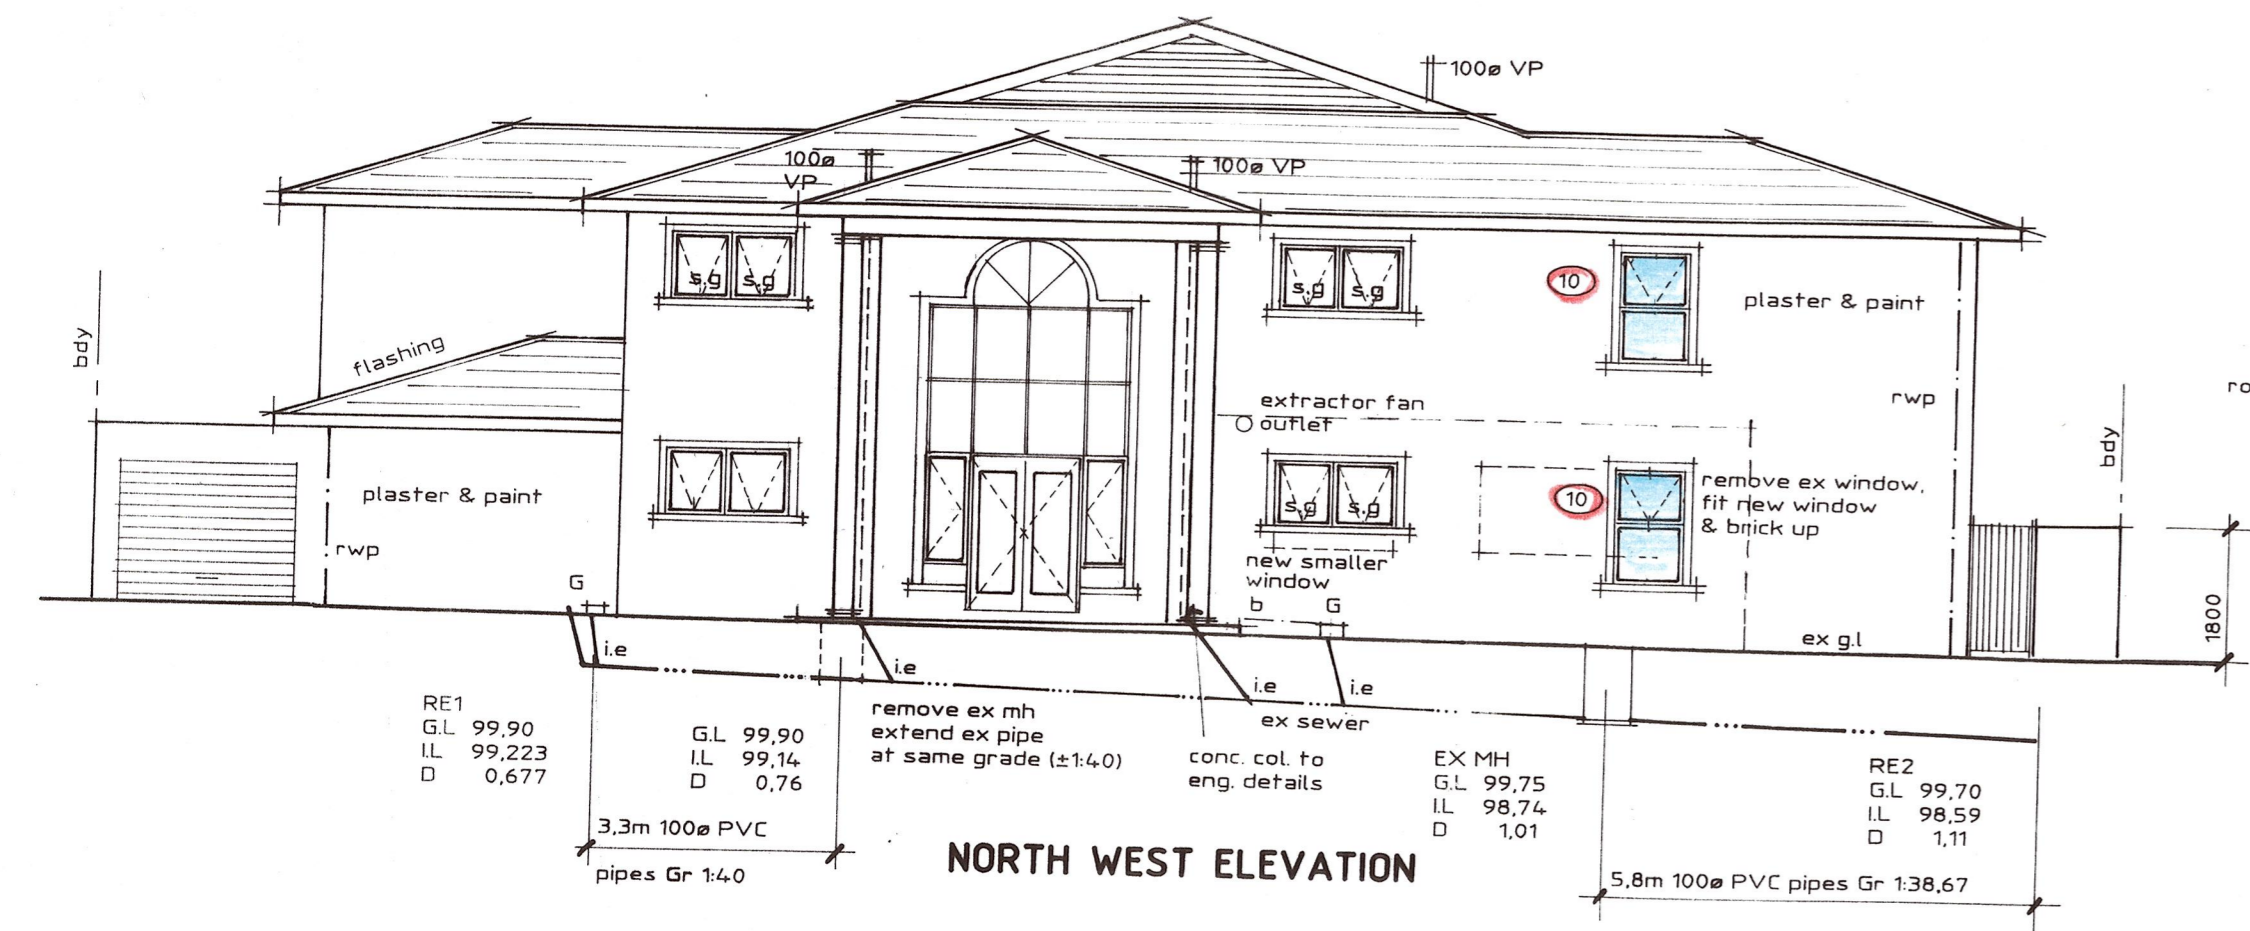 100ø VP
100ø
VP
100ø VP
s.g
s.g
s.g
s.g
10
plaster & paint
bdy
flashing
extractor fan
outlet
rwp
ro
bdy
plaster & paint
rwp
s.g
s.g
10
remove ex window,
fit new window
& brick up
new smaller
window
G
b
G
ex g.l
1800
i.e
i.e
i.e
i.e
ex sewer
RE1
G.L 99,90
I.L 99,223
D 0,677
G.L 99,90
I.L 99,14
D 0,76
remove ex mh
extend ex pipe
at same grade (±1:40)
conc. col. to
eng. details
EX MH
G.L 99,75
I.L 98,74
D 1,01
RE2
G.L 99,70
I.L 98,59
D 1,11
3,3m 100ø PVC
pipes Gr 1:40
NORTH WEST ELEVATION
5,8m 100ø PVC pipes Gr 1:38,67